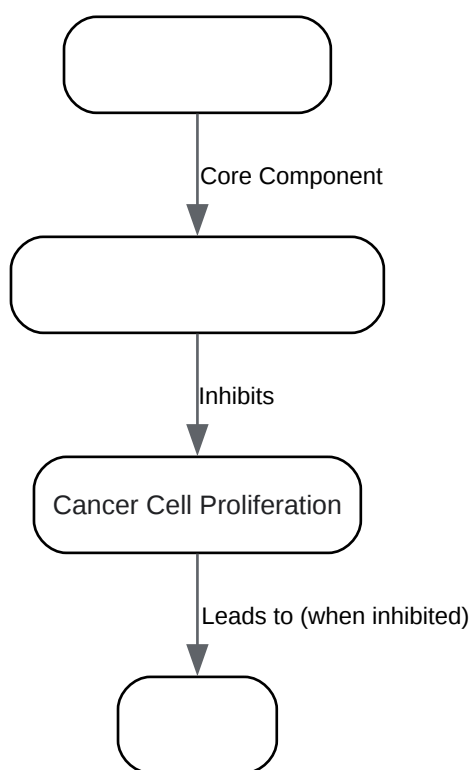 Core Component
Inhibits
Cancer Cell Proliferation
Leads to (when inhibited)